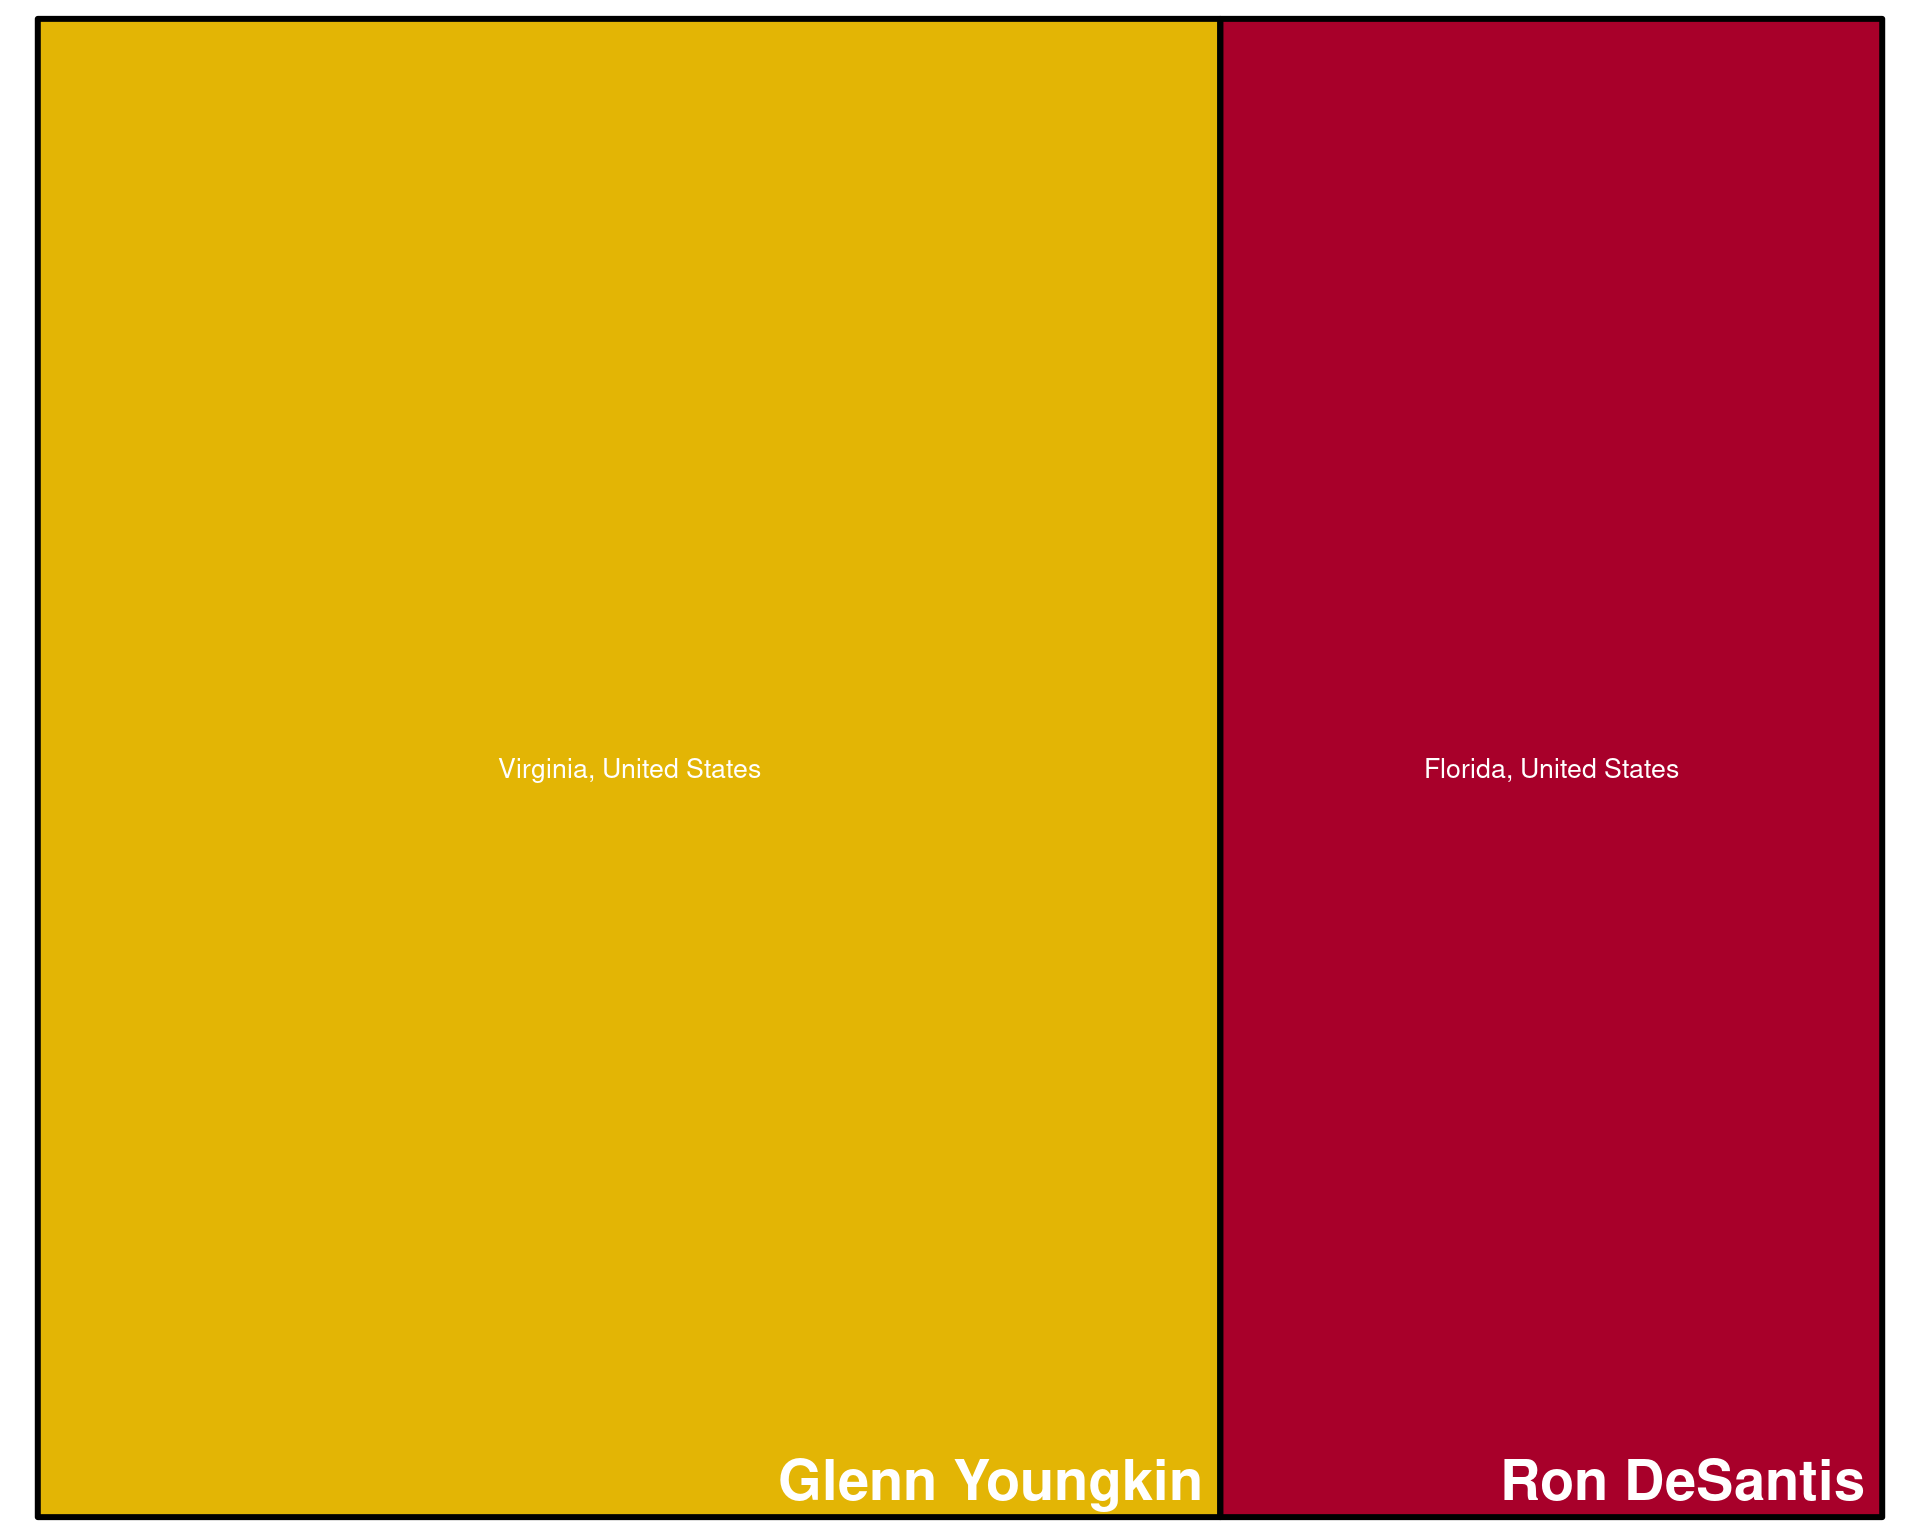 Virginia, United States
Florida, United States
Glenn Youngkin
Ron DeSantis